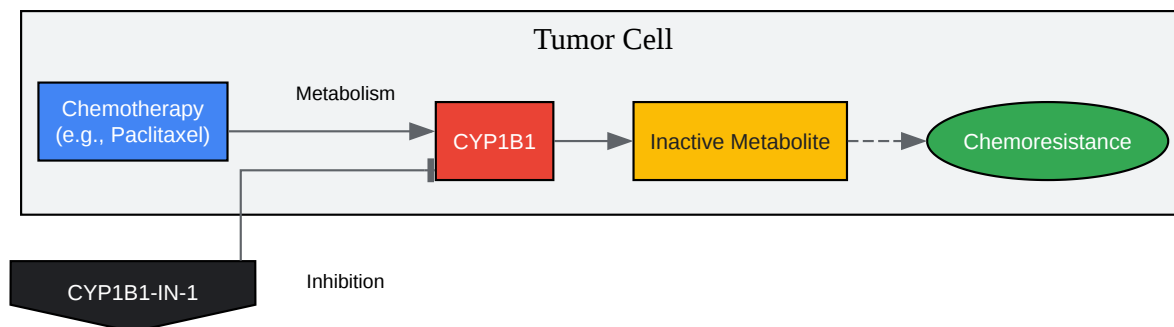 Tumor Cell
Chemotherapy
(e.g., Paclitaxel)
Metabolism
CYP1B1
Inactive Metabolite
Chemoresistance
CYP1B1-IN-1
Inhibition